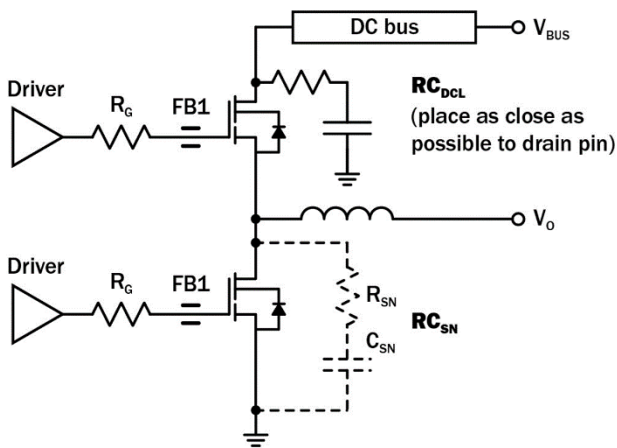 DC bus
V_BUS
Driver
R_G
FB1
RC_DCL
(place as close as
possible to drain pin)
V_O
Driver
R_G
FB1
R_SN
RC_SN
C_SN